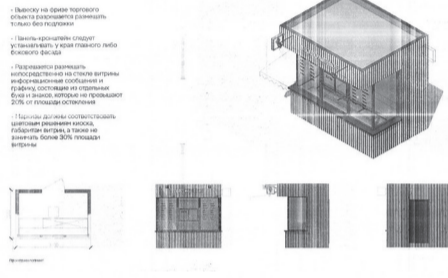 - Вывеску на фризе торгового
объекта разрешается размещать
только без подложки
- Панель-кронштейн следует
устанавливать у края главного либо
бокового фасада
- Разрешается размещать
непосредственно на стекле витрины
информационные сообщения и
графику, состоящие из отдельных
букв и знаков, которые не превышают
20% от площади остекления
- Маркизы должны соответствовать
цветовым решениям киоска,
габаритам витрин, а также не
занимать более 30% площади
витрины